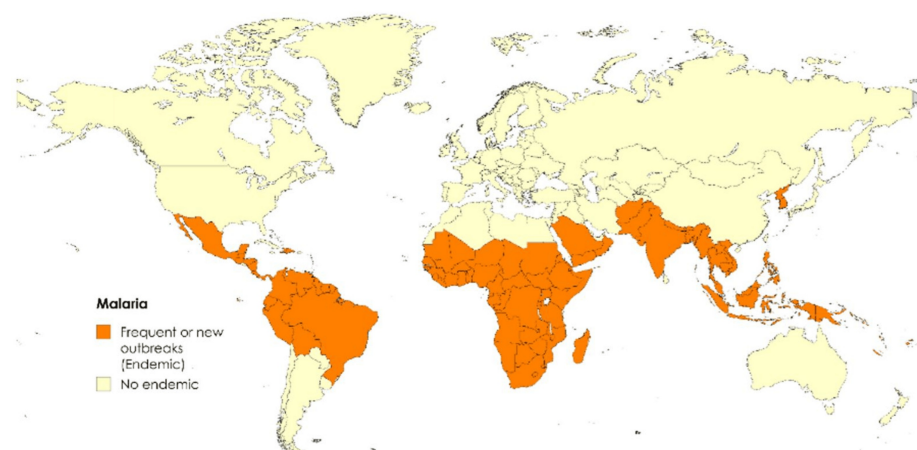 Malaria
Frequent or new
outbreaks
(Endemic)
No endemic